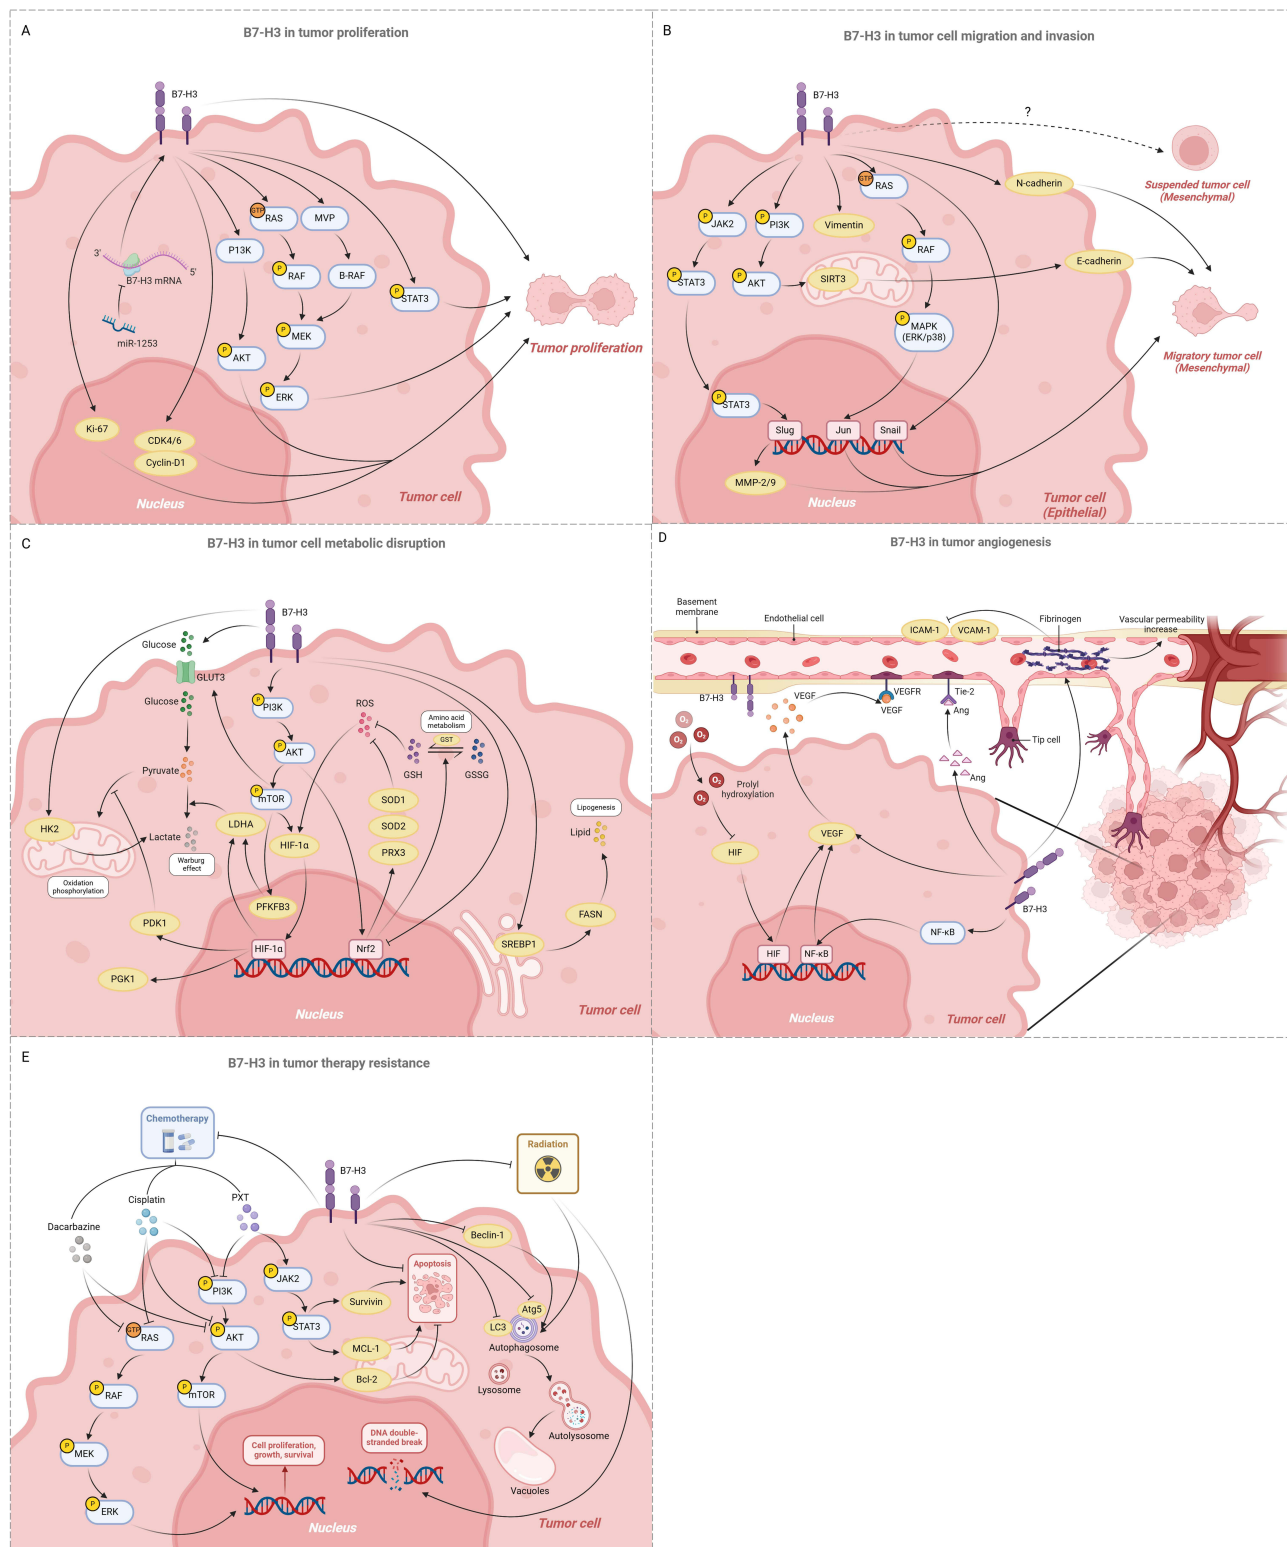 A
B7-H3 in tumor proliferation
B7-H3
GTP
RAS
MVP
P13K
3'
5'
B7-H3 mRNA
P
RAF
B-RAF
P
STAT3
miR-1253
P
MEK
P
AKT
P
ERK
Tumor proliferation
Ki-67
CDK4/6
Cyclin-D1
Nucleus
Tumor cell
B
B7-H3 in tumor cell migration and invasion
B7-H3
?
Suspended tumor cell
(Mesenchymal)
GTP
RAS
N-cadherin
P
JAK2
P
PI3K
Vimentin
P
RAF
E-cadherin
P
STAT3
P
AKT
SIRT3
P
MAPK
(ERK/p38)
Migratory tumor cell
(Mesenchymal)
P
STAT3
Slug
Jun
Snail
MMP-2/9
Nucleus
Tumor cell
(Epithelial)
C
B7-H3 in tumor cell metabolic disruption
B7-H3
Glucose
GLUT3
Glucose
P
PI3K
ROS
Amino acid
metabolism
GST
GSH
GSSG
P
AKT
Pyruvate
P
mTOR
SOD1
SOD2
PRX3
HK2
Lactate
LDHA
HIF-1α
Warburg
effect
Oxidation
phosphorylation
Lipogenesis
Lipid
PFKFB3
PDK1
FASN
HIF-1α
Nrf2
SREBP1
PGK1
Nucleus
Tumor cell
D
B7-H3 in tumor angiogenesis
Basement
membrane
Endothelial cell
ICAM-1
VCAM-1
Fibrinogen
Vascular permeability
increase
B7-H3
VEGF
VEGFR
VEGF
Tie-2
Ang
O₂
O₂
O₂
Tip cell
O₂
O₂
Prolyl
hydroxylation
Ang
HIF
VEGF
B7-H3
NF-κB
HIF
NF-κB
Nucleus
Tumor cell
E
B7-H3 in tumor therapy resistance
Chemotherapy
Radiation
B7-H3
Cisplatin
PXT
Dacarbazine
Beclin-1
P
JAK2
Apoptosis
P
PI3K
Survivin
Atg5
GTP
RAS
P
AKT
P
STAT3
LC3
MCL-1
Autophagosome
Bcl-2
P
RAF
P
mTOR
Lysosome
Autolysosome
P
MEK
Cell proliferation,
growth, survival
DNA double-
stranded break
Vacuoles
P
ERK
Nucleus
Tumor cell